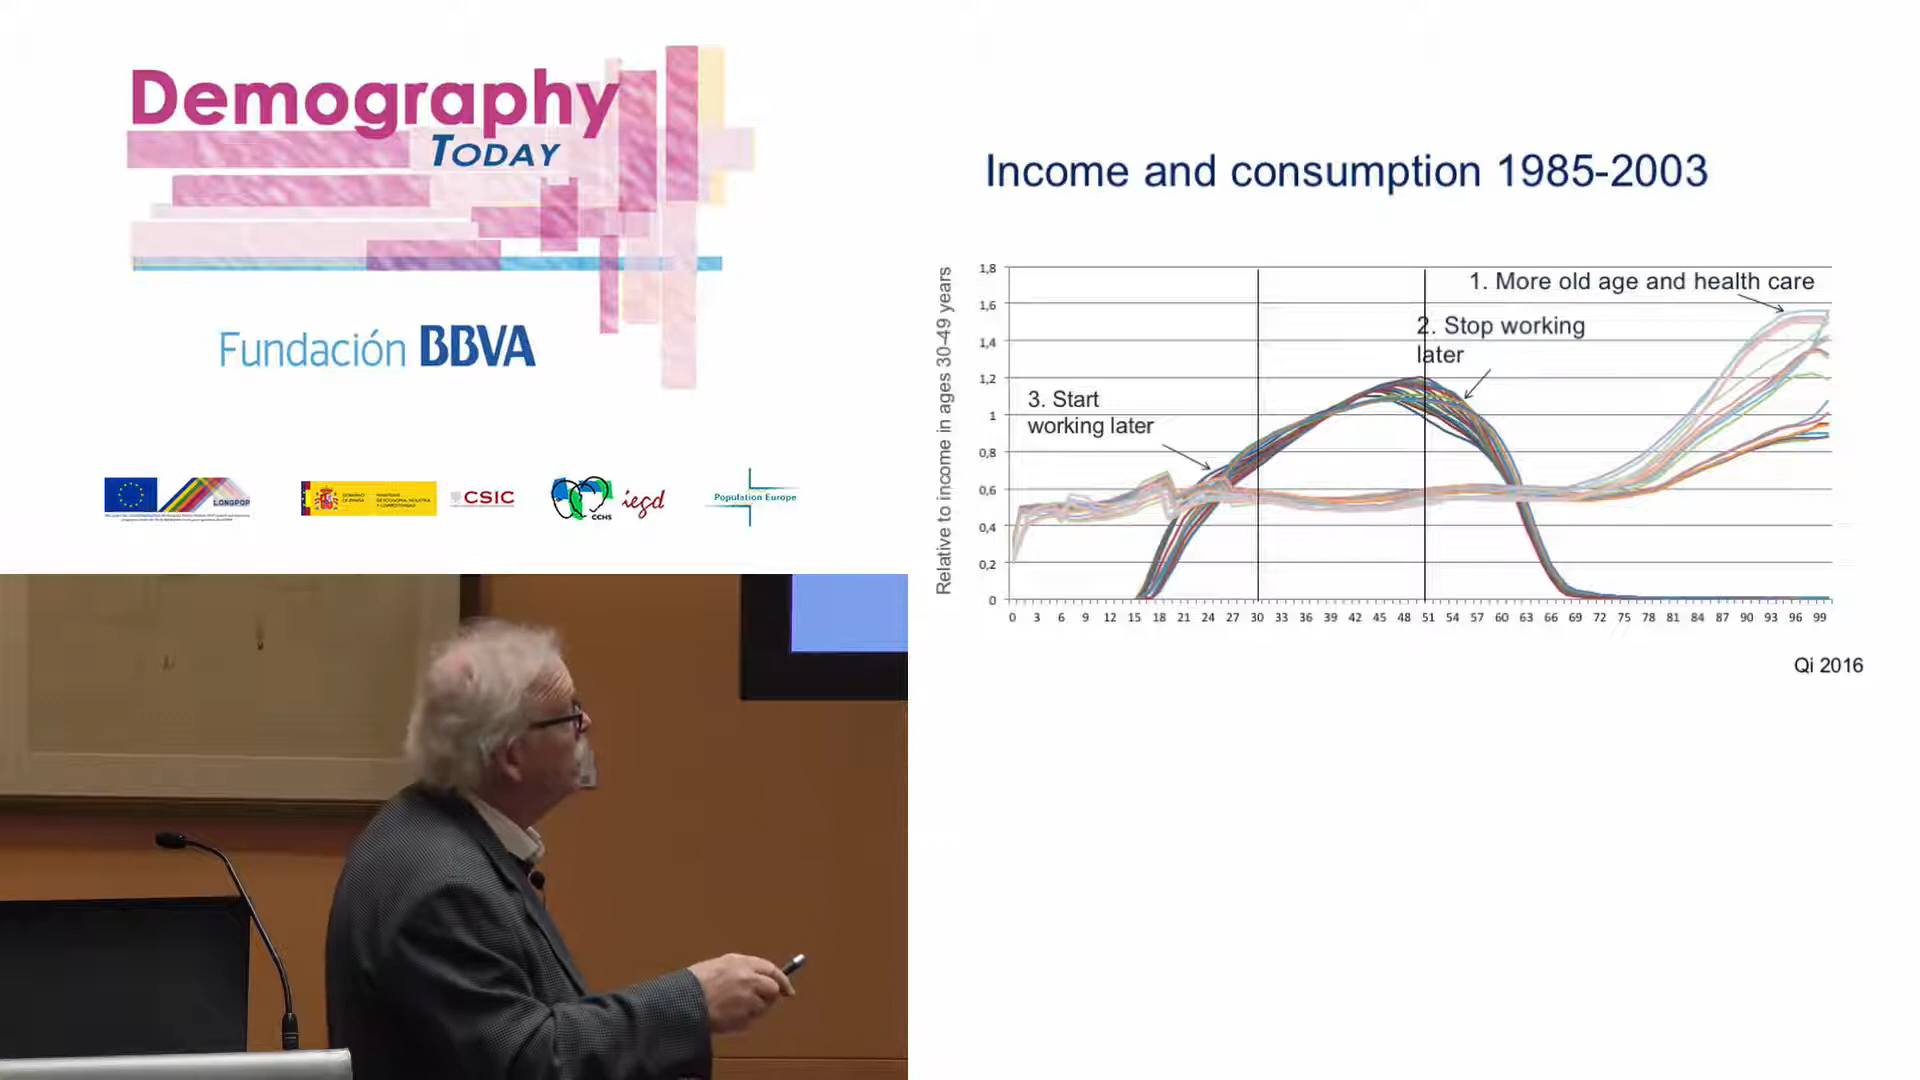 Demography
TODAY
Fundación BBVA
LONGPOP
CSIC
CCHS
iegd
Population Europe
Income and consumption 1985-2003
Relative to income in ages 30-49 years
1,8
1,6
1,4
1,2
1
0,8
0,6
0,4
0,2
0
1. More old age and health care
2. Stop working
later
3. Start
working later
0 3 6 9 12 15 18 21 24 27 30 33 36 39 42 45 48 51 54 57 60 63 66 69 72 75 78 81 84 87 90 93 96 99
Qi 2016